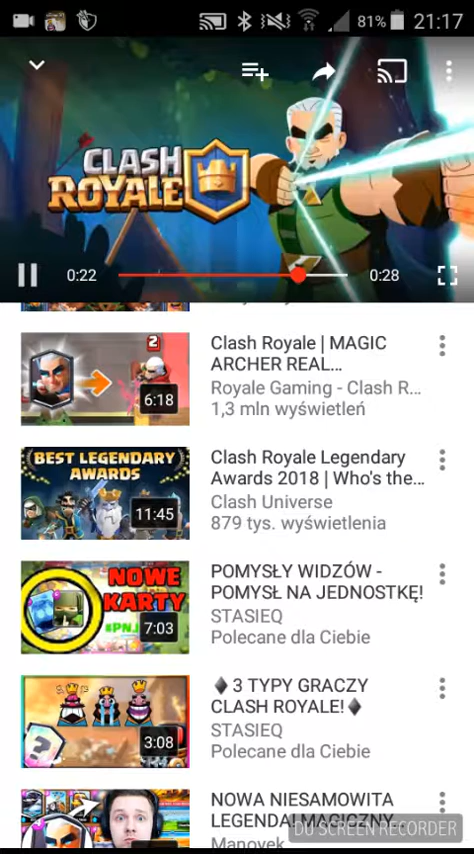 81% 21:17
CLASH
ROYALE
0:22 0:28
2
6:18
Clash Royale | MAGIC
ARCHER REAL...
Royale Gaming - Clash R...
1,3 mln wyświetleń
BEST LEGENDARY
AWARDS
11:45
Clash Royale Legendary
Awards 2018 | Who's the...
Clash Universe
879 tys. wyświetlenia
NOWE
KARTY
7:03
POMYSŁY WIDZÓW -
POMYSŁ NA JEDNOSTKĘ!
STASIEQ
Polecane dla Ciebie
?
3:08
♦3 TYPY GRACZY
CLASH ROYALE!♦
STASIEQ
Polecane dla Ciebie
NOWA NIESAMOWITA
DU SCREEN RECORDER